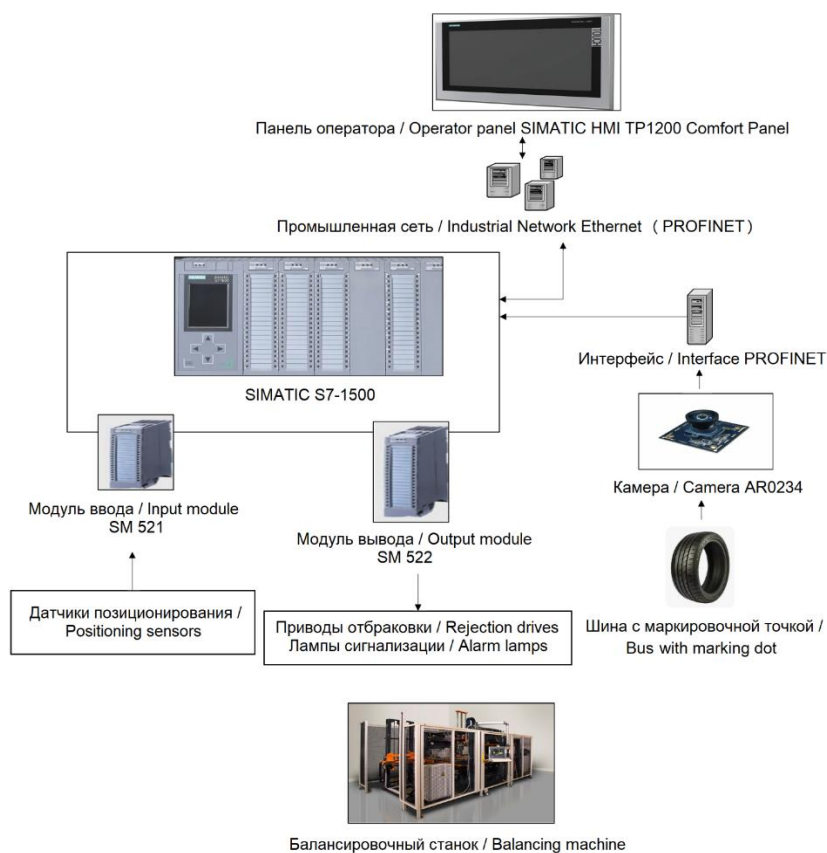 Панель оператора / Operator panel SIMATIC HMI TP1200 Comfort Panel
Промышленная сеть / Industrial Network Ethernet ( PROFINET )
SIMATIC S7-1500
Интерфейс / Interface PROFINET
Камера / Camera AR0234
Модуль ввода / Input module
SM 521
Модуль вывода / Output module
SM 522
Датчики позиционирования /
Positioning sensors
Приводы отбраковки / Rejection drives
Лампы сигнализации / Alarm lamps
Шина с маркировочной точкой /
Bus with marking dot
Балансировочный станок / Balancing machine